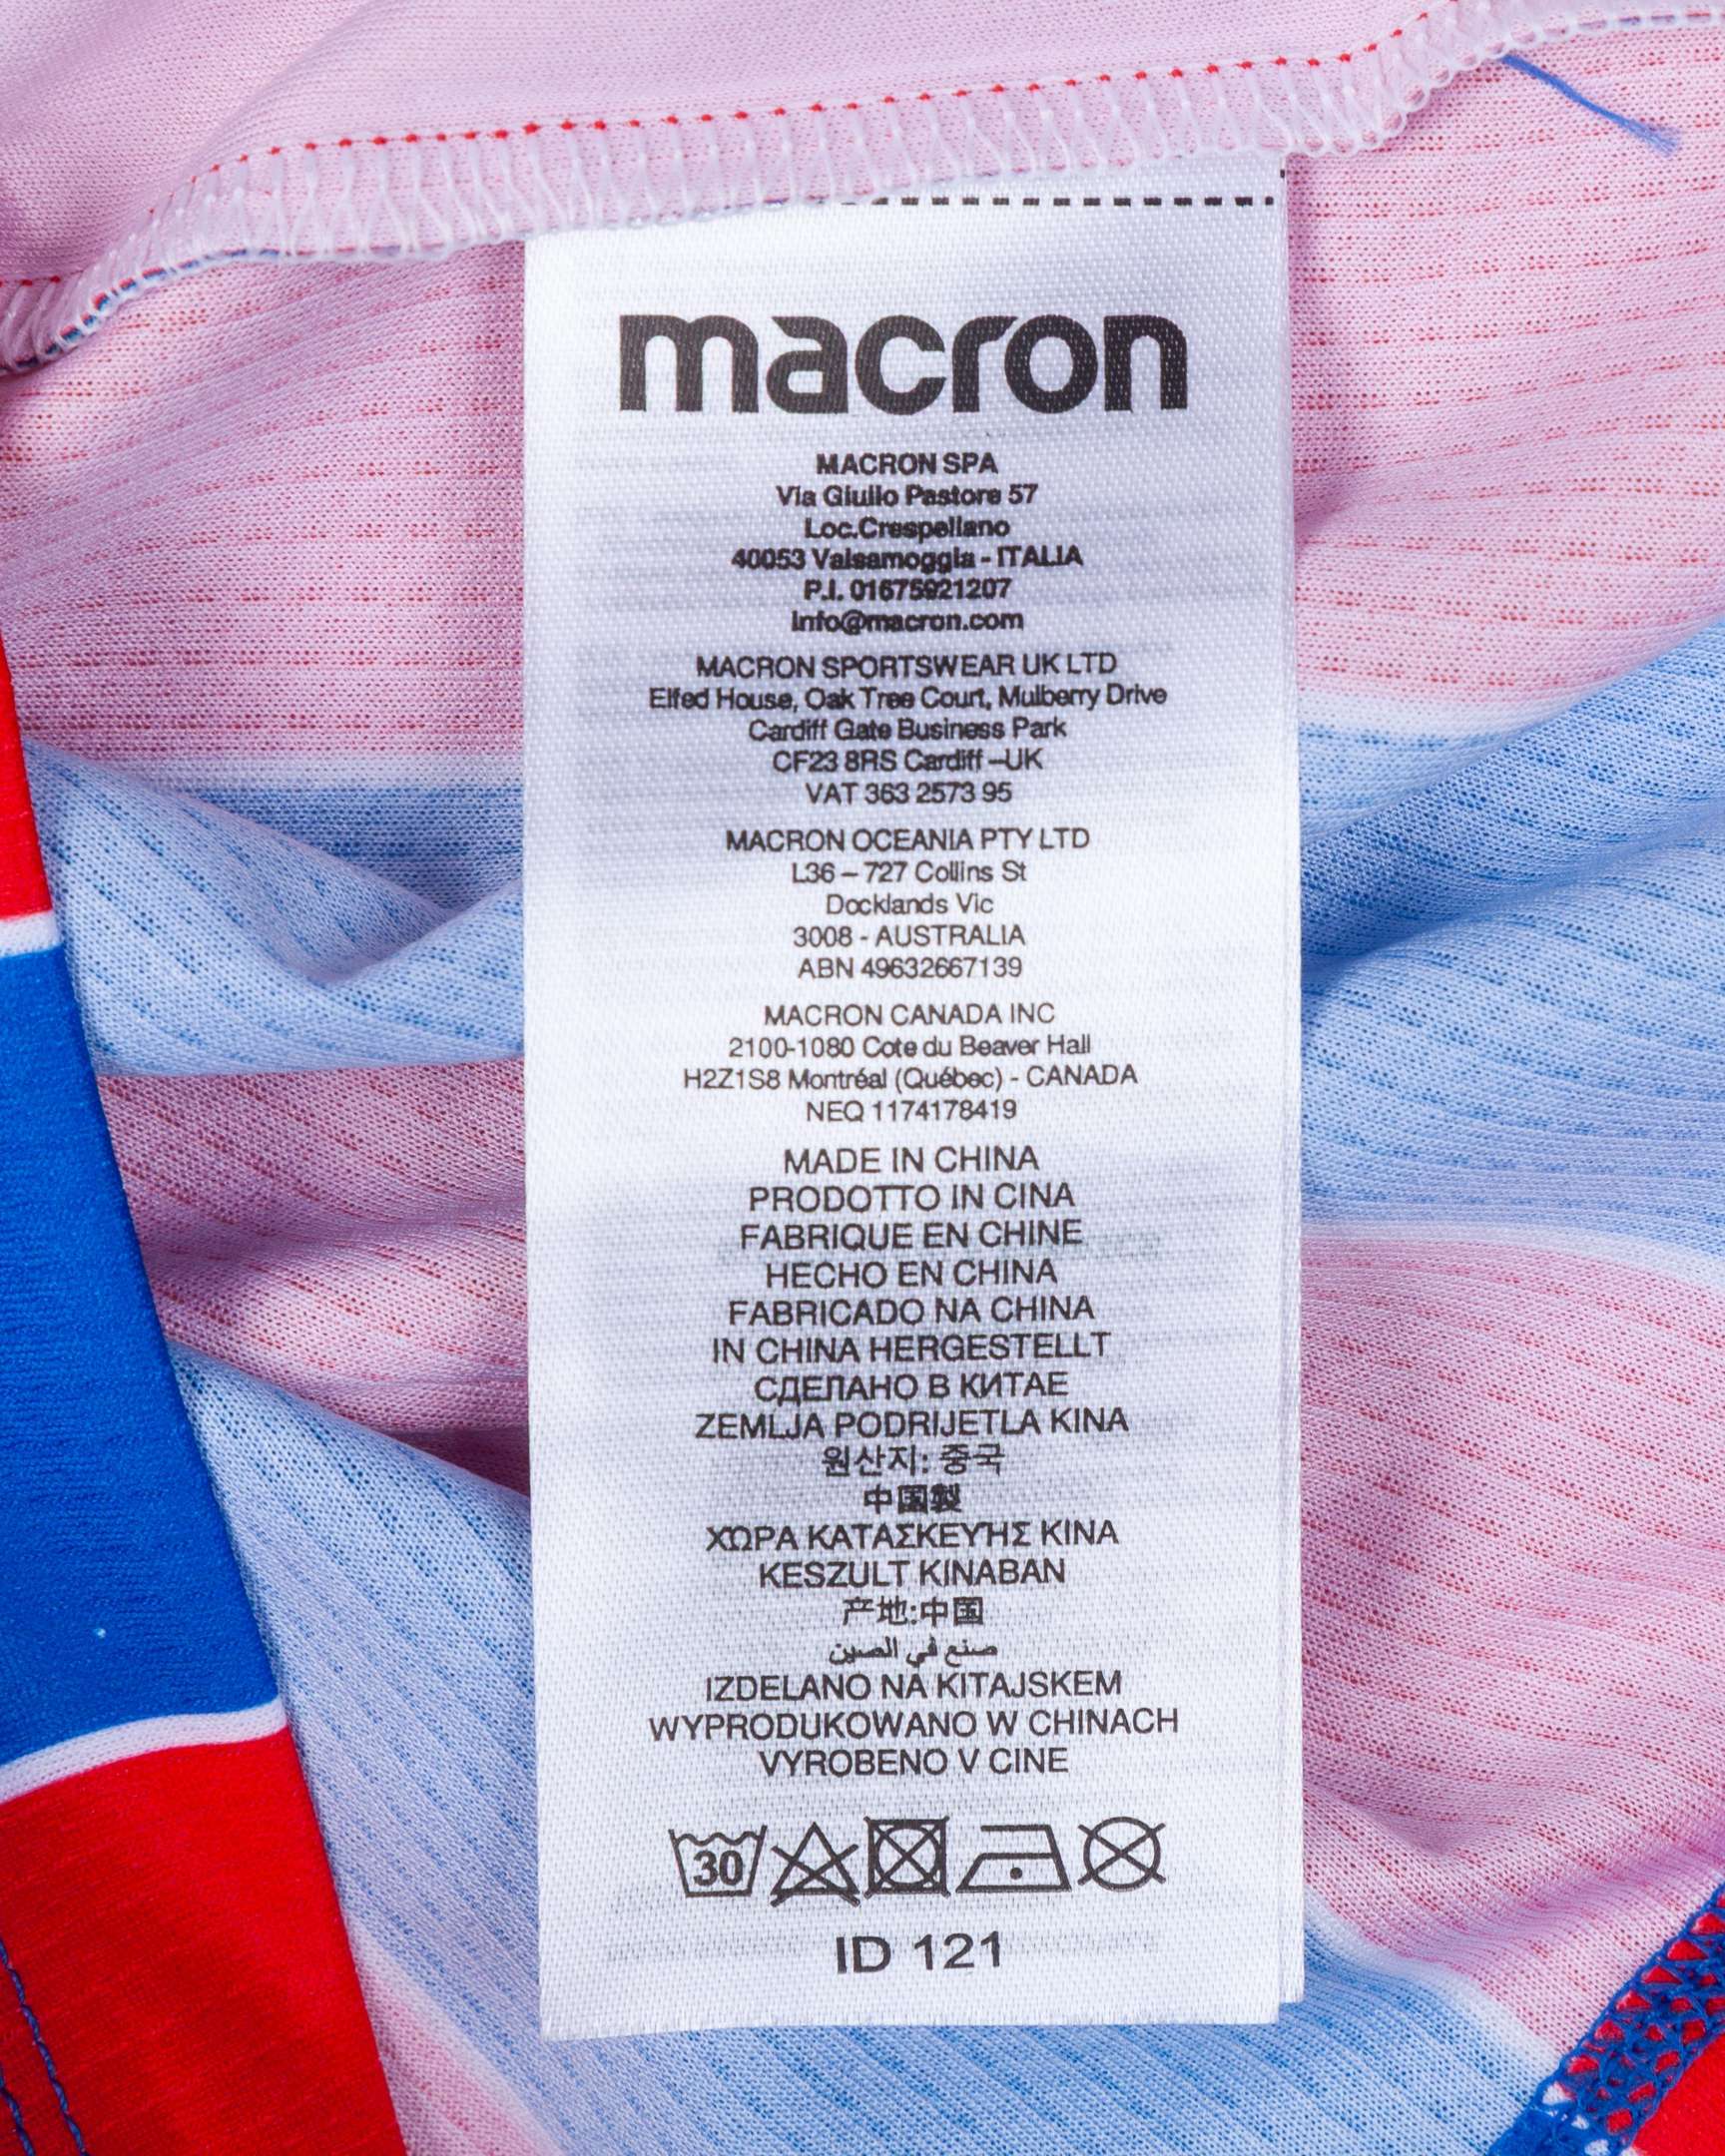 macron
MACRON SPA
Via Giulio Pastore 57
Loc.Crespellano
40053 Valsamoggia - ITALIA
P.I. 01675921207
info@macron.com
MACRON SPORTSWEAR UK LTD
Elfed House, Oak Tree Court, Mulberry Drive
Cardiff Gate Business Park
CF23 8RS Cardiff –UK
VAT 363 2573 95
MACRON OCEANIA PTY LTD
L36 – 727 Collins St
Docklands Vic
3008 - AUSTRALIA
ABN 49632667139
MACRON CANADA INC
2100-1080 Cote du Beaver Hall
H2Z1S8 Montréal (Québec) - CANADA
NEQ 1174178419
MADE IN CHINA
PRODOTTO IN CINA
FABRIQUE EN CHINE
HECHO EN CHINA
FABRICADO NA CHINA
IN CHINA HERGESTELLT
СДЕЛАНО В КИТАЕ
ZEMLJA PODRIJETLA KINA
원산지: 중국
中国製
ΧΩΡΑ ΚΑΤΑΣΚΕΥΉΣ ΚΙΝΑ
KESZULT KINABAN
产地:中国
صنع في الصين
IZDELANO NA KITAJSKEM
WYPRODUKOWANO W CHINACH
VYROBENO V CINE
30
ID 121